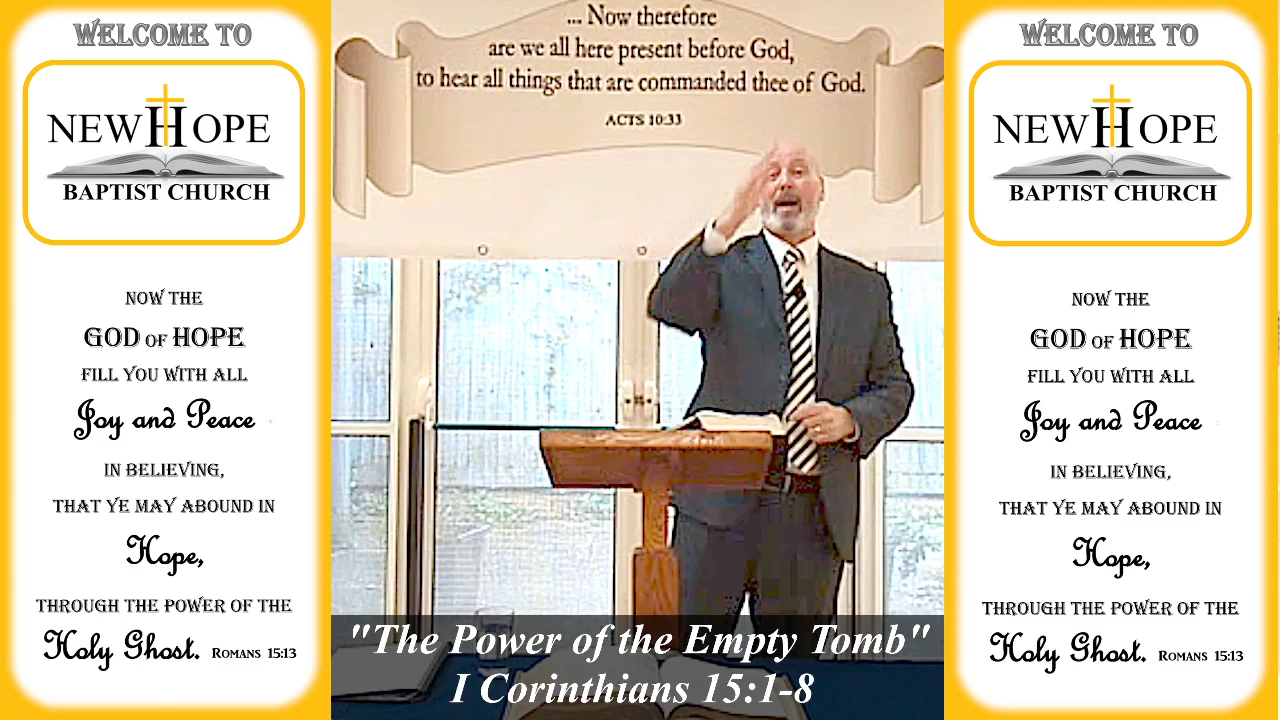 WELCOME TO
NEW HOPE
BAPTIST CHURCH
NOW THE
GOD OF HOPE
FILL YOU WITH ALL
Joy and Peace
IN BELIEVING,
THAT YE MAY ABOUND IN
Hope,
THROUGH THE POWER OF THE
Holy Ghost. ROMANS 15:13
... Now therefore
are we all here present before God,
to hear all things that are commanded thee of God.
ACTS 10:33
"The Power of the Empty Tomb"
I Corinthians 15:1-8
WELCOME TO
NEW HOPE
BAPTIST CHURCH
NOW THE
GOD OF HOPE
FILL YOU WITH ALL
Joy and Peace
IN BELIEVING,
THAT YE MAY ABOUND IN
Hope,
THROUGH THE POWER OF THE
Holy Ghost. ROMANS 15:13